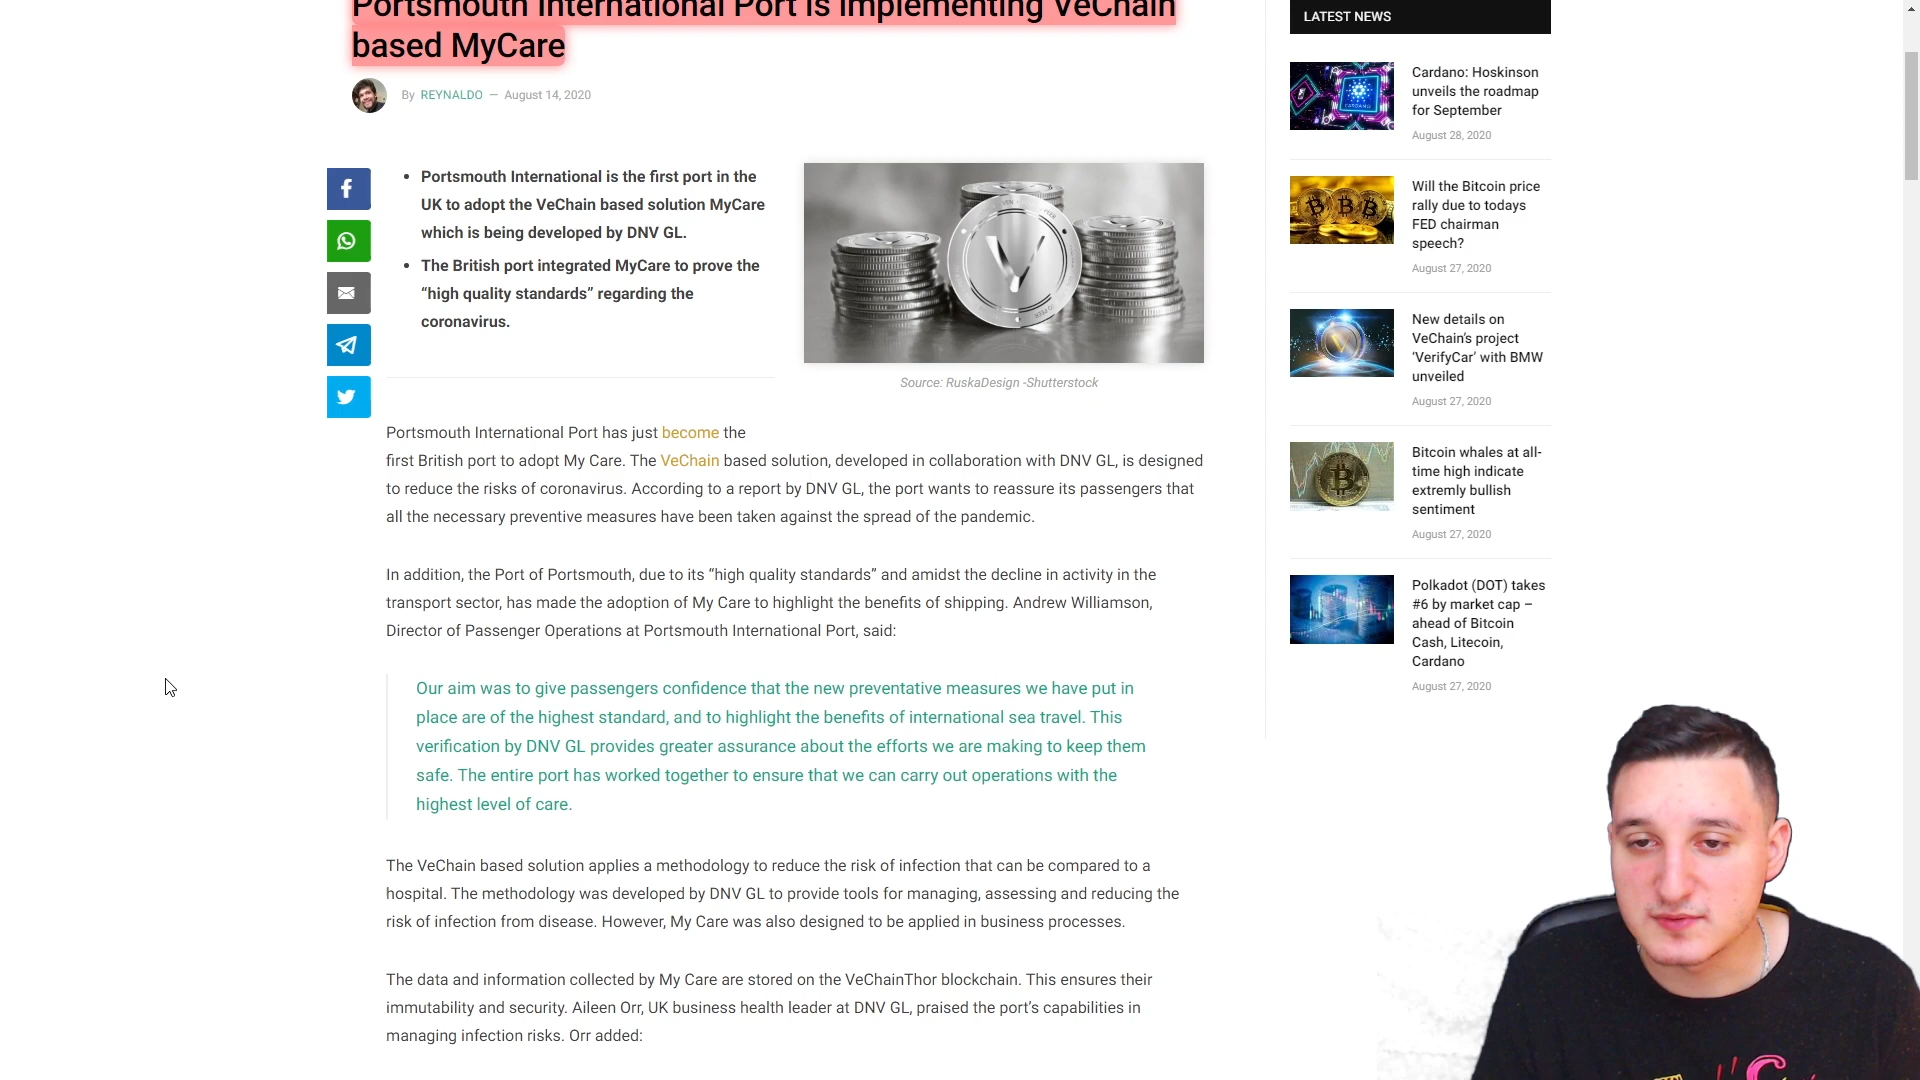 Portsmouth International Port is implementing VeChain
based MyCare
By REYNALDO — August 14, 2020
• Portsmouth International is the first port in the
UK to adopt the VeChain based solution MyCare
which is being developed by DNV GL.
• The British port integrated MyCare to prove the
“high quality standards” regarding the
coronavirus.
Source: RuskaDesign -Shutterstock
Portsmouth International Port has just become the
first British port to adopt My Care. The VeChain based solution, developed in collaboration with DNV GL, is designed
to reduce the risks of coronavirus. According to a report by DNV GL, the port wants to reassure its passengers that
all the necessary preventive measures have been taken against the spread of the pandemic.
In addition, the Port of Portsmouth, due to its “high quality standards” and amidst the decline in activity in the
transport sector, has made the adoption of My Care to highlight the benefits of shipping. Andrew Williamson,
Director of Passenger Operations at Portsmouth International Port, said:
Our aim was to give passengers confidence that the new preventative measures we have put in
place are of the highest standard, and to highlight the benefits of international sea travel. This
verification by DNV GL provides greater assurance about the efforts we are making to keep them
safe. The entire port has worked together to ensure that we can carry out operations with the
highest level of care.
The VeChain based solution applies a methodology to reduce the risk of infection that can be compared to a
hospital. The methodology was developed by DNV GL to provide tools for managing, assessing and reducing the
risk of infection from disease. However, My Care was also designed to be applied in business processes.
The data and information collected by My Care are stored on the VeChainThor blockchain. This ensures their
immutability and security. Aileen Orr, UK business health leader at DNV GL, praised the port’s capabilities in
managing infection risks. Orr added:
LATEST NEWS
Cardano: Hoskinson
unveils the roadmap
for September
August 28, 2020
Will the Bitcoin price
rally due to todays
FED chairman
speech?
August 27, 2020
New details on
VeChain’s project
‘VerifyCar’ with BMW
unveiled
August 27, 2020
Bitcoin whales at all-
time high indicate
extremly bullish
sentiment
August 27, 2020
Polkadot (DOT) takes
#6 by market cap –
ahead of Bitcoin
Cash, Litecoin,
Cardano
August 27, 2020